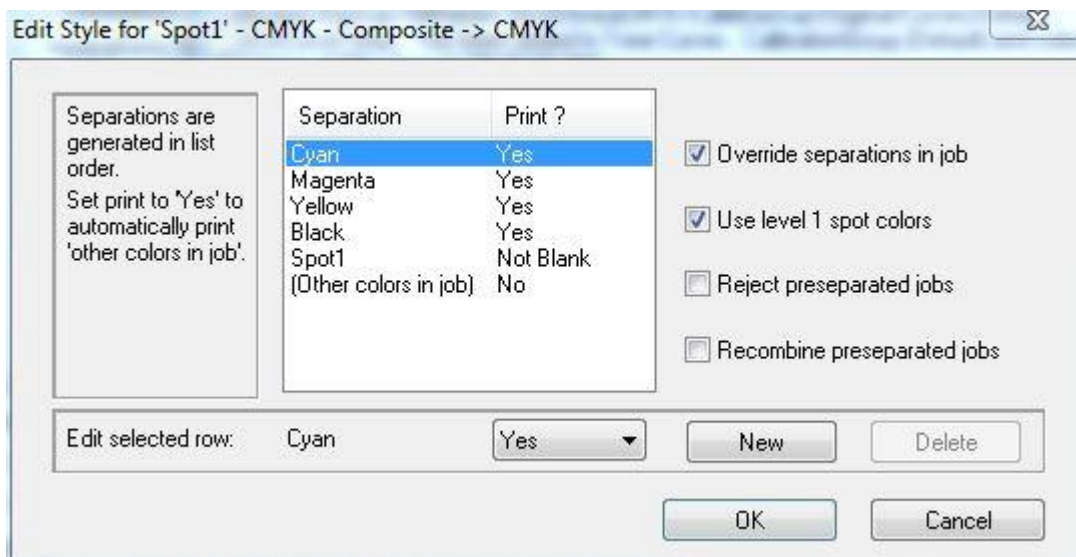 Edit Style for 'Spot1' - CMYK - Composite -> CMYK
Separations are
generated in list
order.
Set print to 'Yes' to
automatically print
'other colors in job'.
Separation Print ?
Cyan Yes
Magenta Yes
Yellow Yes
Black Yes
Spot1 Not Blank
(Other colors in job) No
Override separations in job
Use level 1 spot colors
Reject preseparated jobs
Recombine preseparated jobs
Edit selected row: Cyan Yes New Delete
OK Cancel